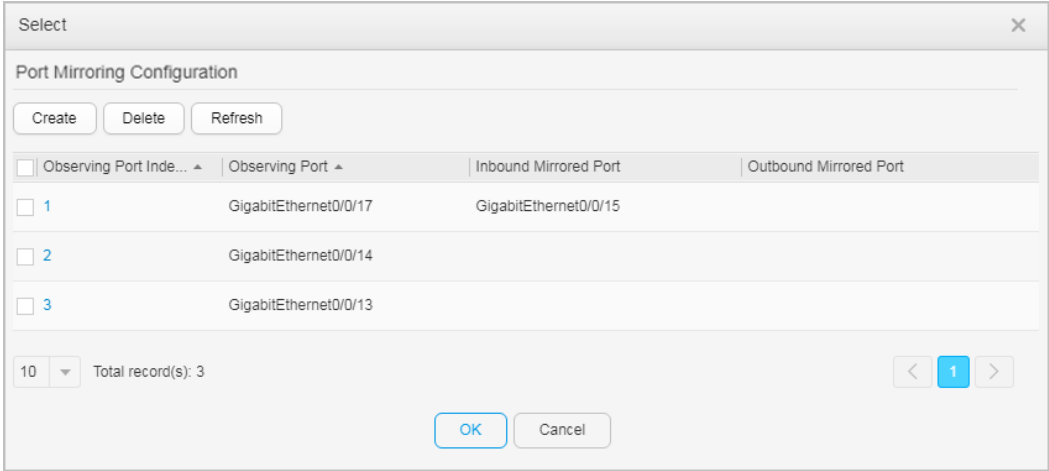 Select
Port Mirroring Configuration
Create Delete Refresh
Observing Port Inde... Observing Port Inbound Mirrored Port Outbound Mirrored Port
1 GigabitEthernet0/0/17 GigabitEthernet0/0/15
2 GigabitEthernet0/0/14
3 GigabitEthernet0/0/13
10 Total record(s): 3 1
OK Cancel